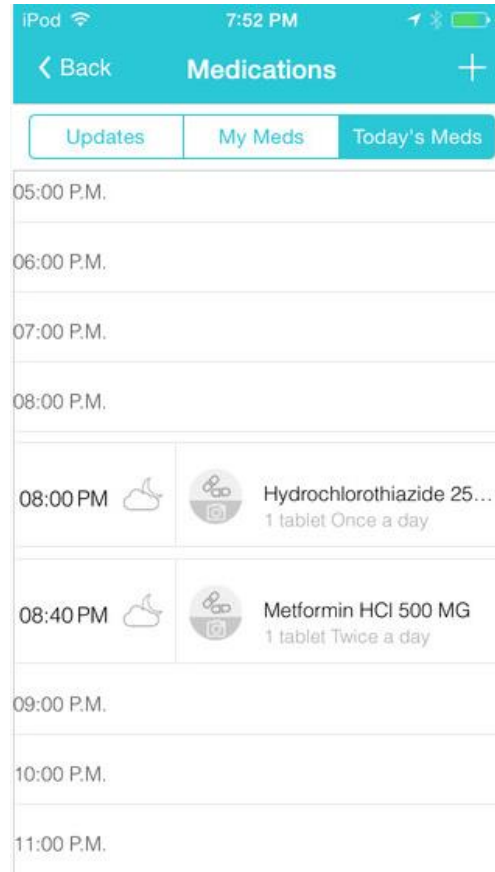 iPod 7:52 PM
Back Medications +
Updates My Meds Today's Meds
05:00 P.M.
06:00 P.M.
07:00 P.M.
08:00 P.M.
08:00 PM Hydrochlorothiazide 25...
1 tablet Once a day
08:40 PM Metformin HCl 500 MG
1 tablet Twice a day
09:00 P.M.
10:00 P.M.
11:00 P.M.